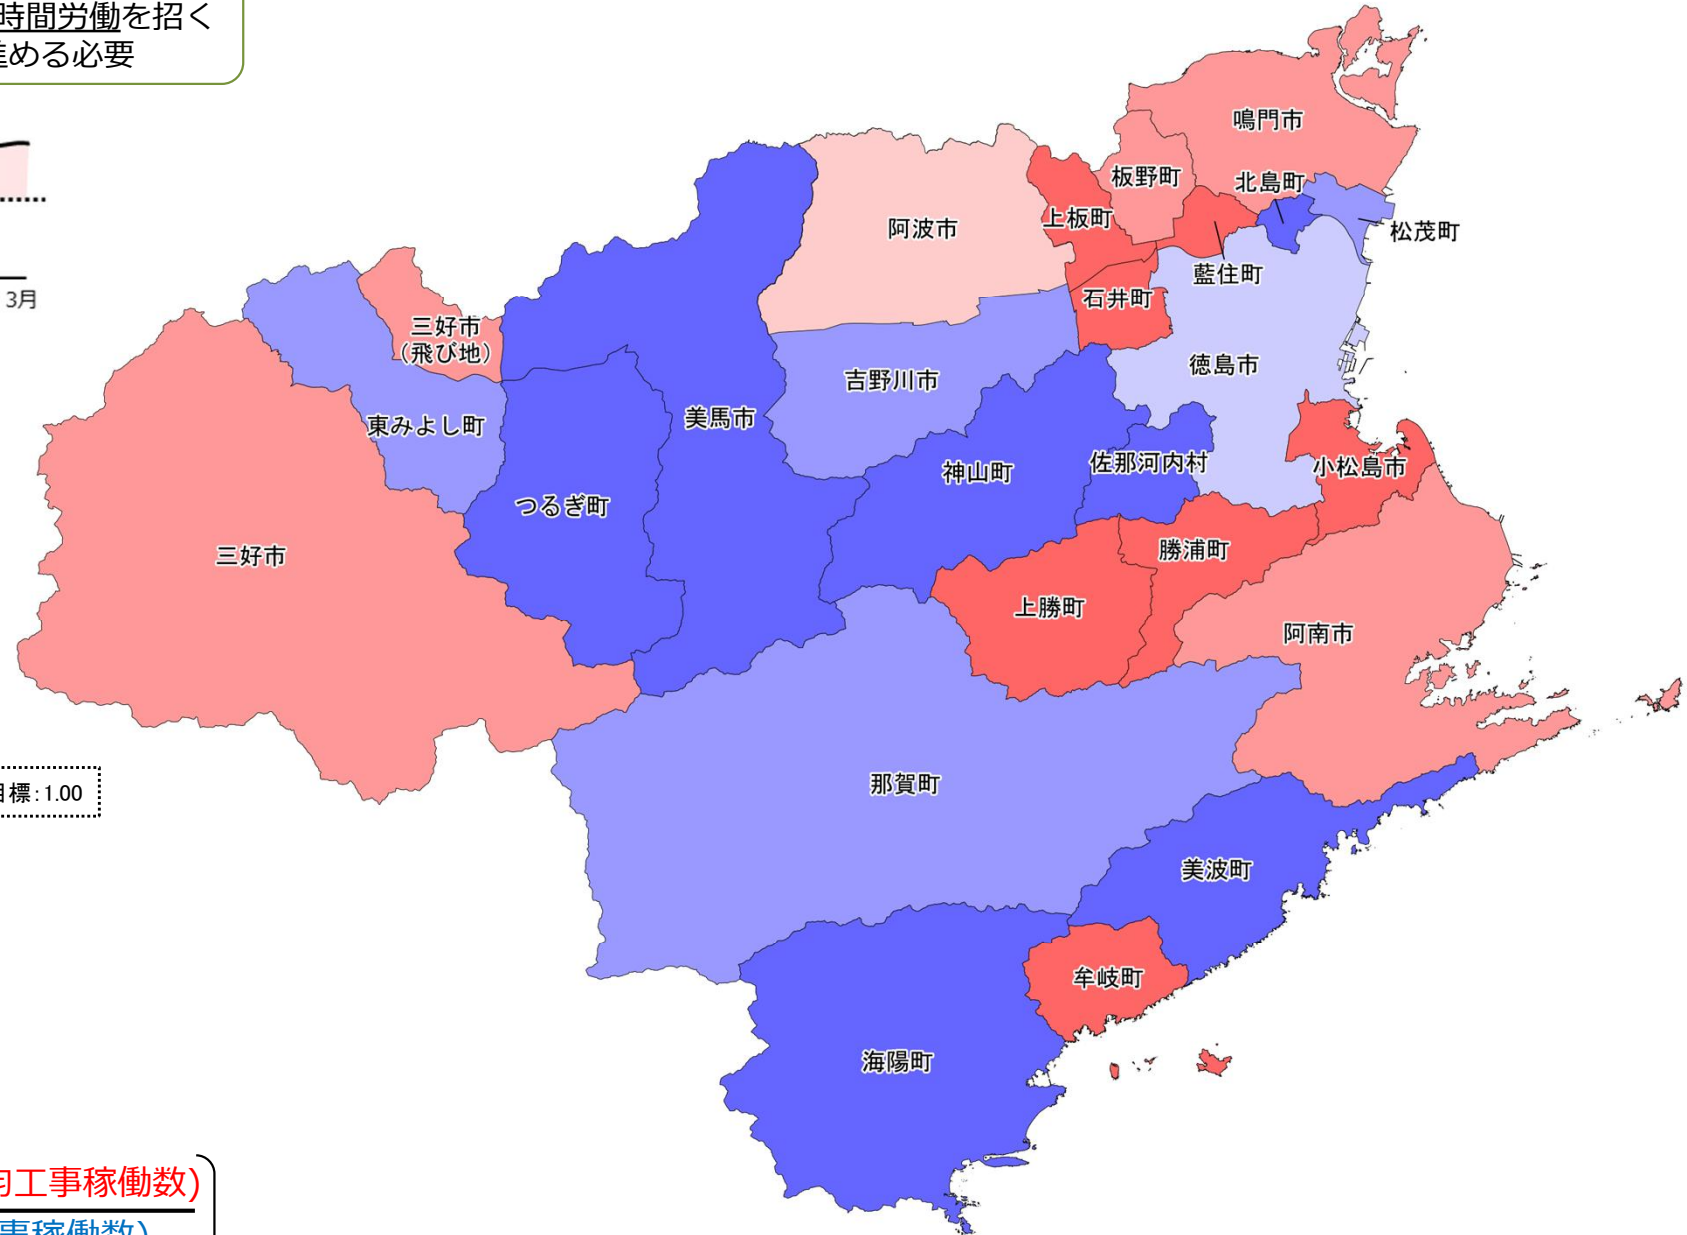 時間労働を招く
進める必要
3月
目標：1.00
均工事稼働数)
事稼働数)
鳴門市
板野町
北島町
上板町
松茂町
阿波市
藍住町
石井町
三好市
（飛び地）
徳島市
吉野川市
東みよし町
美馬市
佐那河内村
小松島市
神山町
つるぎ町
勝浦町
三好市
上勝町
阿南市
那賀町
美波町
牟岐町
海陽町